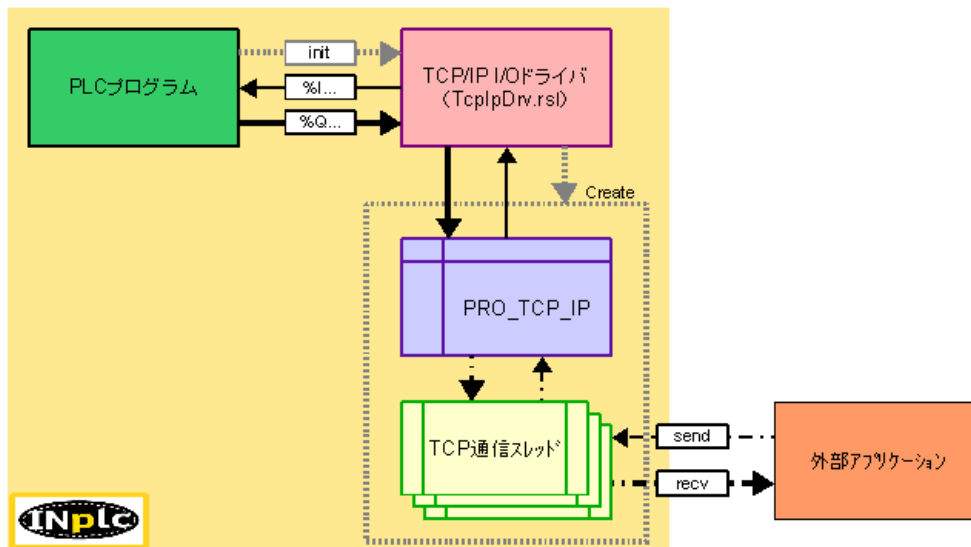 PLCプログラム
init
%I...
%Q...
TCP/IP I/Oドライバ
（TcpIpDrv.rsl）
Create
PRO_TCP_IP
TCP通信スレッド
send
recv
外部アプリケーション
INplc